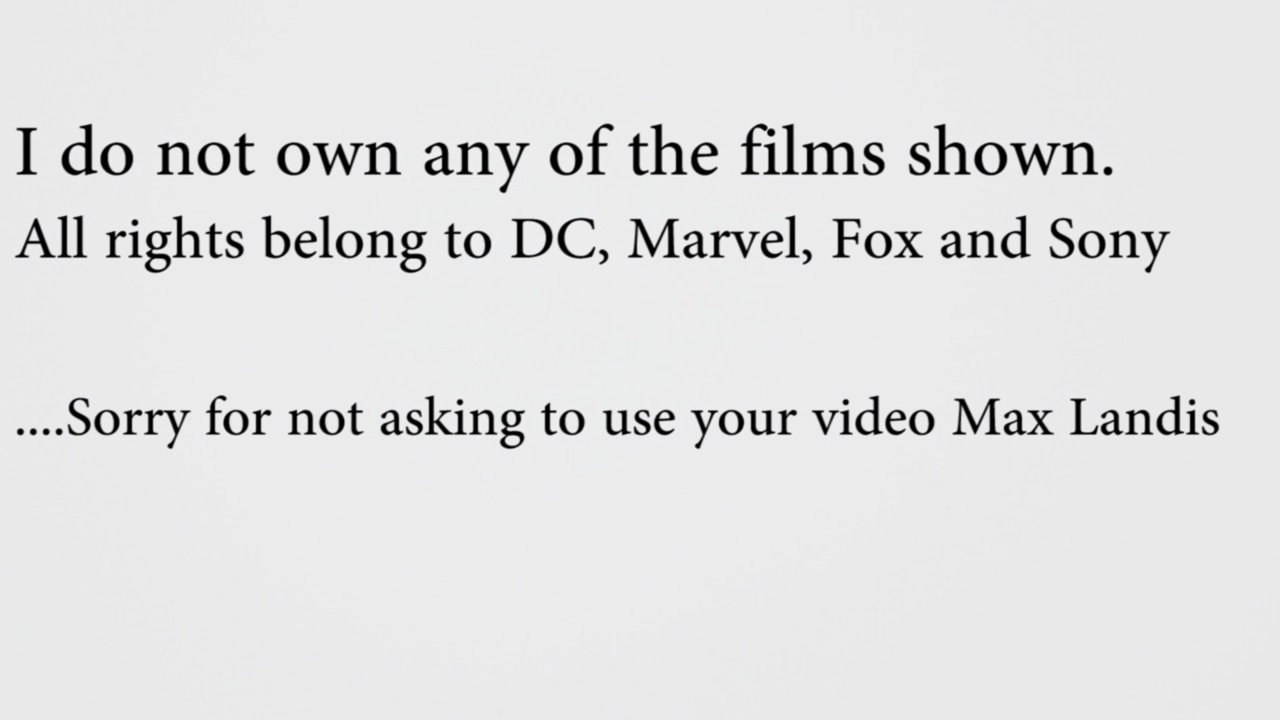 I do not own any of the films shown.
All rights belong to DC, Marvel, Fox and Sony
....Sorry for not asking to use your video Max Landis